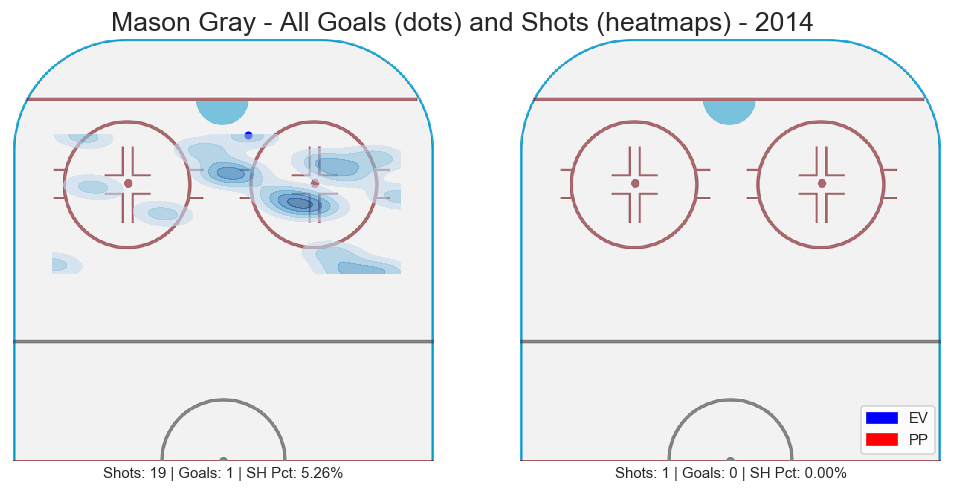 Mason Gray - All Goals (dots) and Shots (heatmaps) - 2014
EV
PP
Shots: 19 | Goals: 1 | SH Pct: 5.26%
Shots: 1 | Goals: 0 | SH Pct: 0.00%